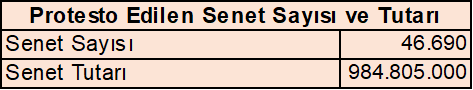 Protesto Edilen Senet Sayısı ve Tutarı
Senet Sayısı 46.690
Senet Tutarı 984.805.000